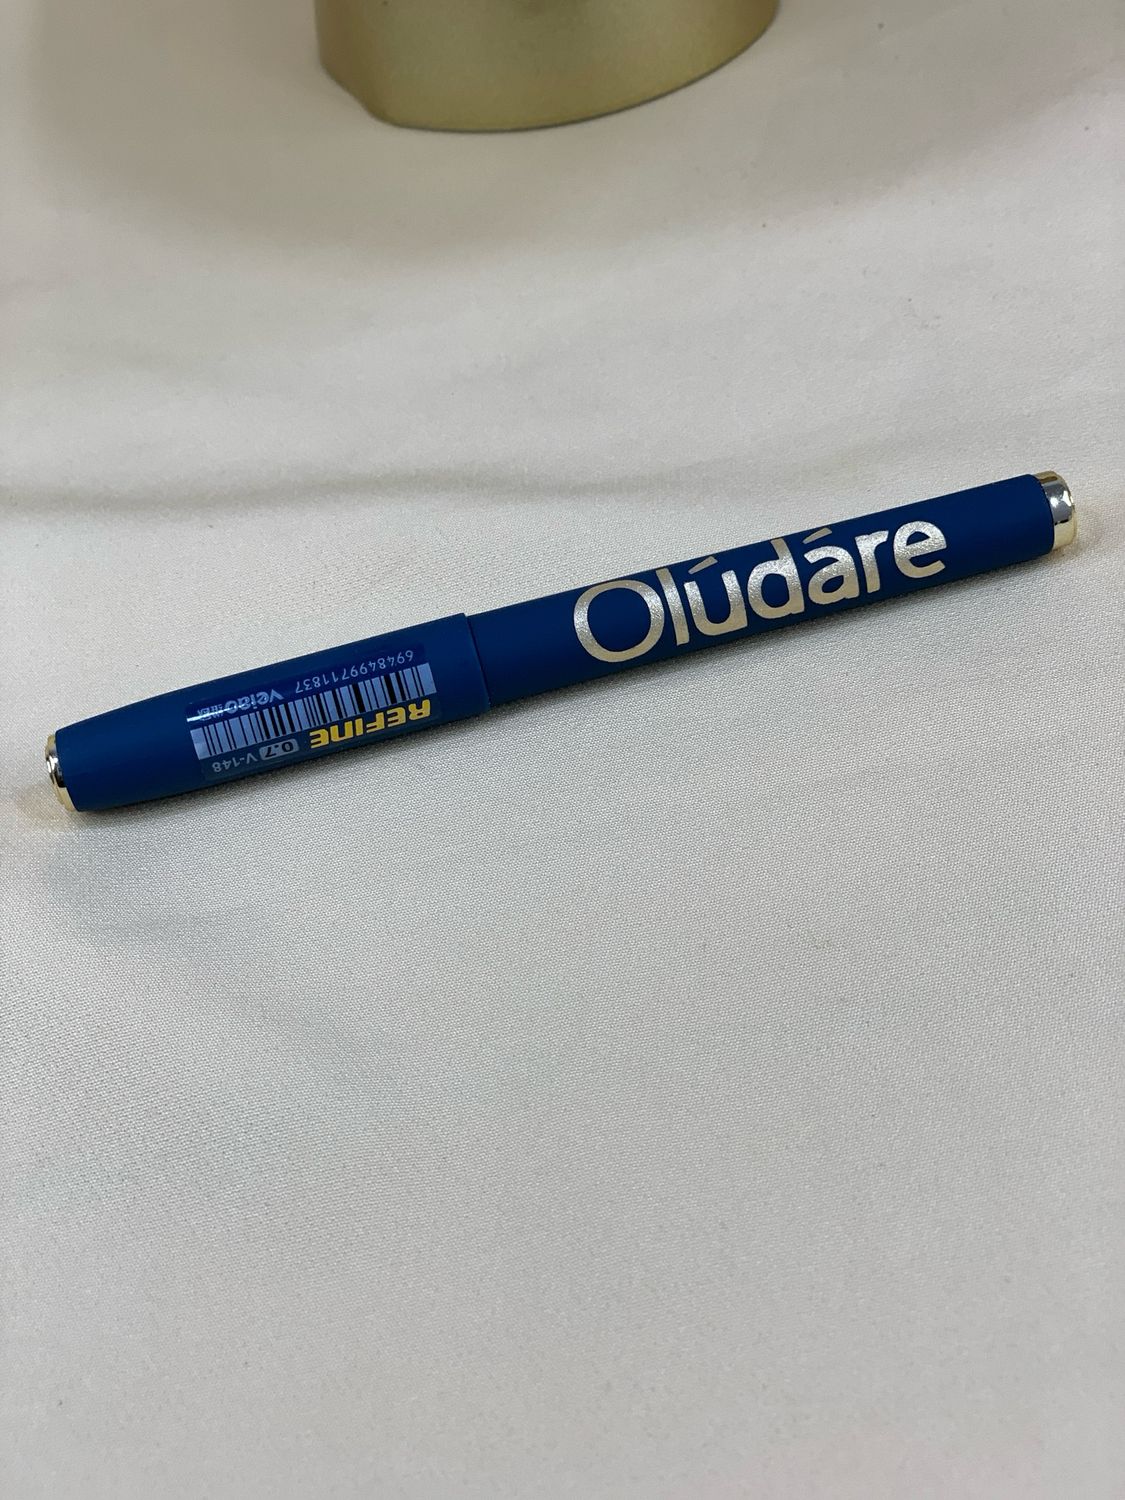 Olúdáre
REFINE
0.7 V-148
Veiao
6948499711837